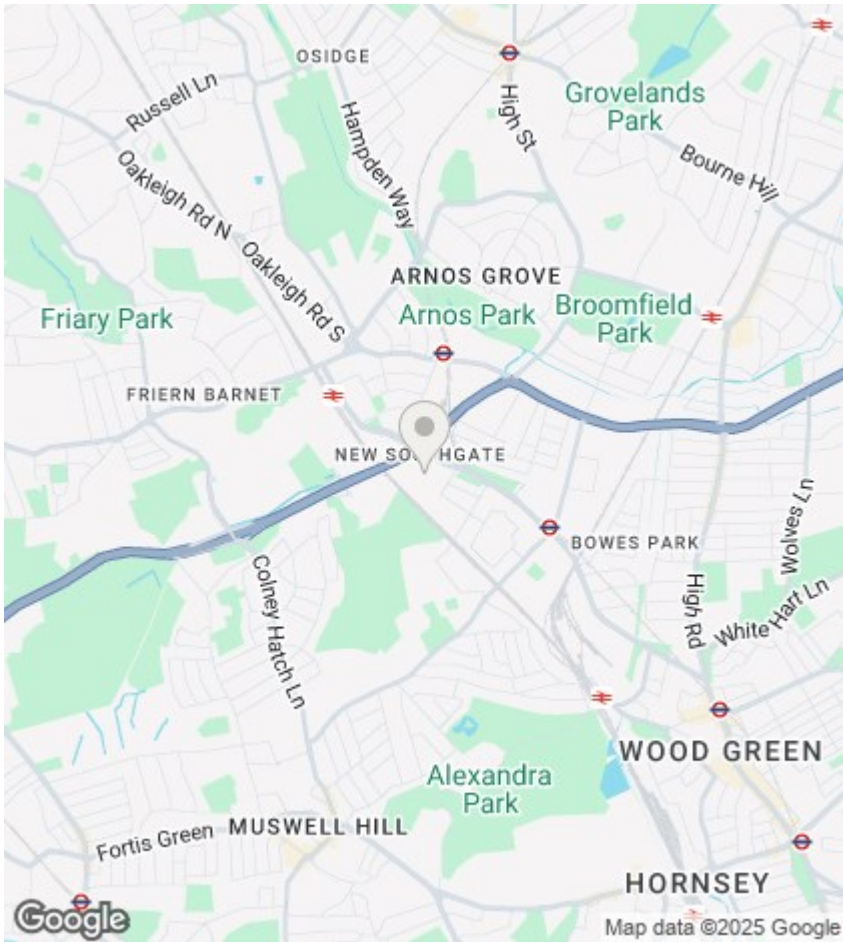 OSIDGE
Russell Ln
High St
Grovelands
Park
Hampden Way
Bourne Hill
Oakleigh Rd N
Oakleigh Rd S
ARNOS GROVE
Friary Park
Arnos Park
Broomfield
Park
FRIERN BARNET
NEW SO HGATE
BOWES PARK
Wolves Ln
Colney Hatch Ln
High Rd
White Hart Ln
WOOD GREEN
Alexandra
Park
Fortis Green
MUSWELL HILL
HORNSEY
Google
Map data ©2025 Google